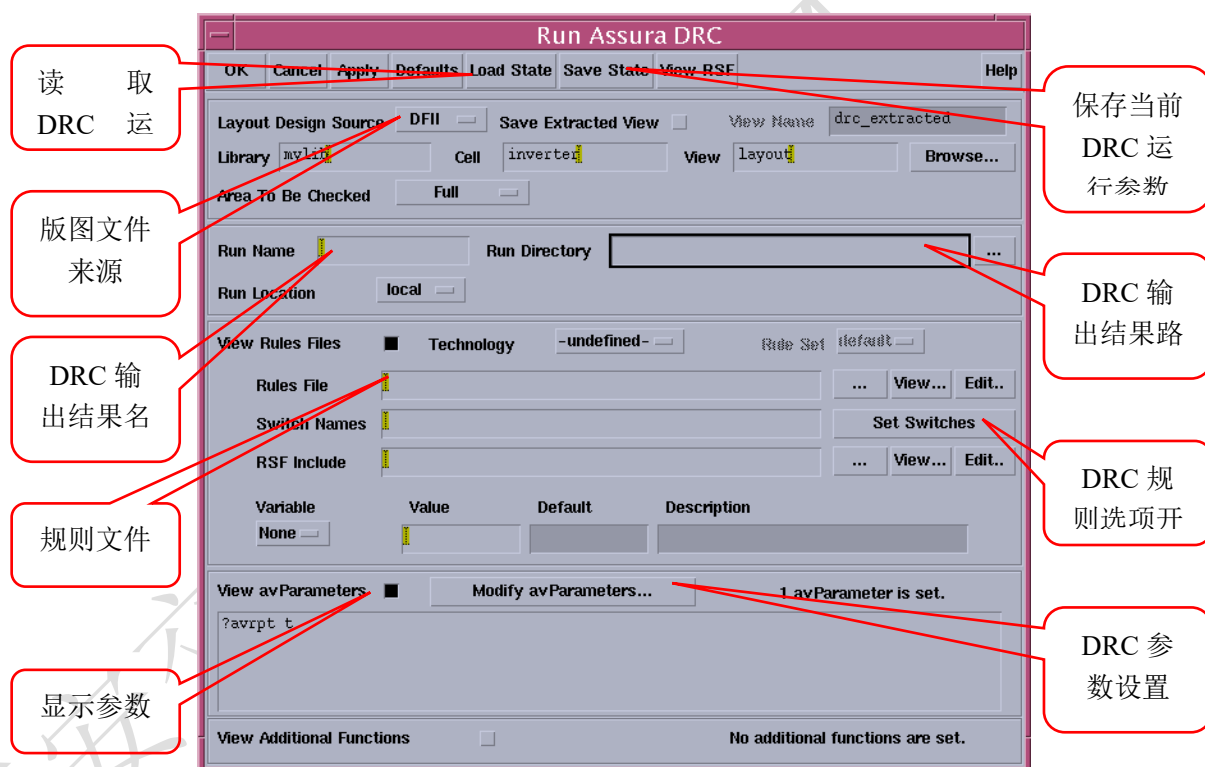 Run Assura DRC
OK Cancel Apply Defaults Load State Save State View RSF Help
Layout Design Source DFII Save Extracted View View Name drc_extracted
Library mylib Cell inverter View layout Browse...
Area To Be Checked Full
Run Name Run Directory ...
Run Location local
View Rules Files Technology -undefined- Rule Set default
Rules File ... View... Edit..
Switch Names Set Switches
RSF Include ... View... Edit..
Variable Value Default Description
None
View avParameters Modify avParameters... 1 avParameter is set.
?avrpt t
View Additional Functions No additional functions are set.
读 取
DRC 运
版图文件
来源
DRC 输
出结果名
规则文件
显示参数
保存当前
DRC 运
行参数
DRC 输
出结果路
DRC 规
则选项开
DRC 参
数设置